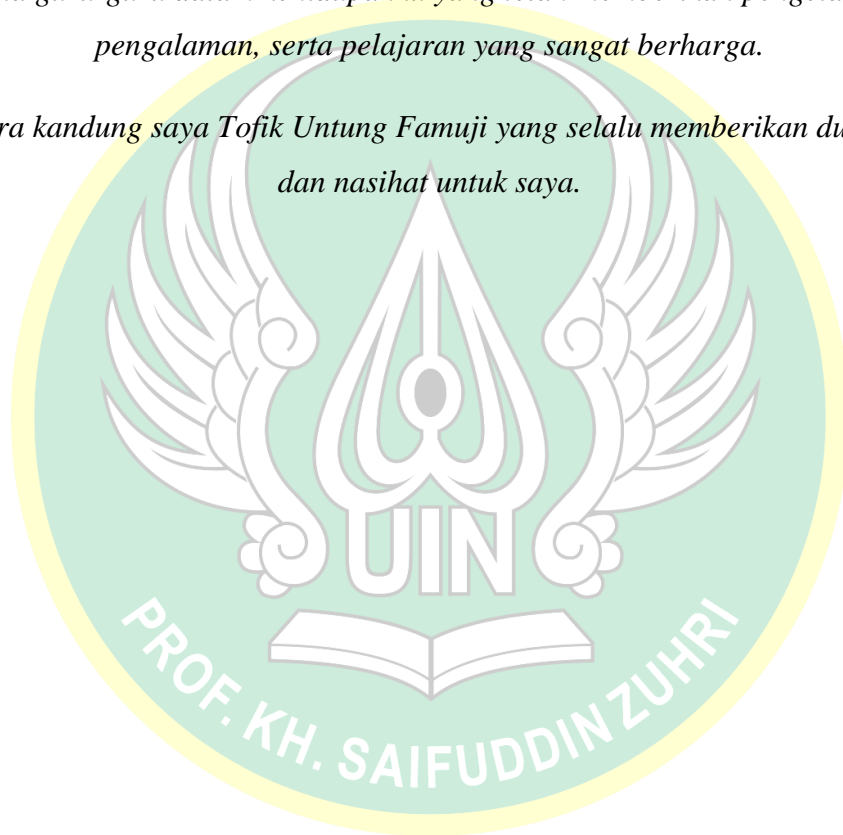 pengalaman, serta pelajaran yang sangat berharga.
kandung saya Tofik Untung Famuji yang selalu memberikan
dan nasihat untuk saya.
UIN
PROF. KH. SAIFUDDIN ZUHRI